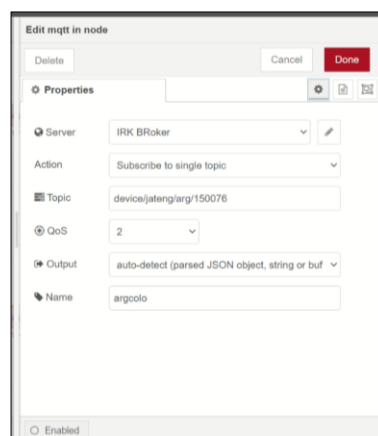 Edit mqtt in node
Delete
Cancel
Done
Properties
Server
IRK BRoker
Action
Subscribe to single topic
Topic
device/jateng/arg/150076
QoS
2
Output
auto-detect (parsed JSON object, string or buf
Name
argcolo
Enabled